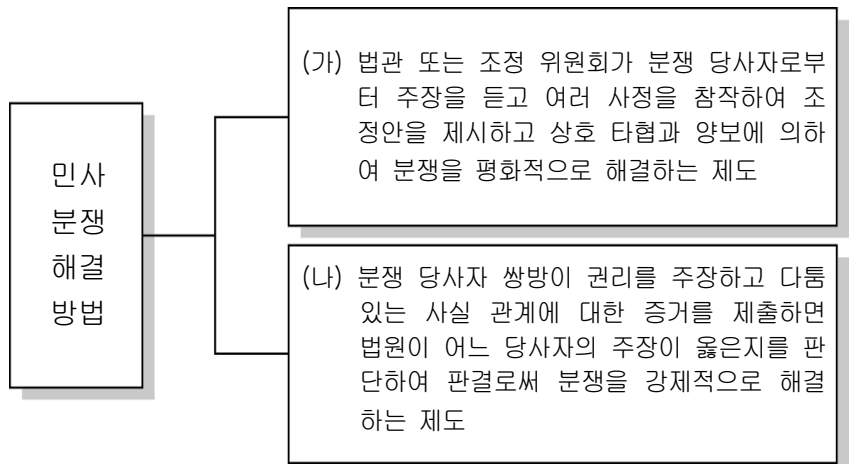 민사
분쟁
해결
방법
(가) 법관 또는 조정 위원회가 분쟁 당사자로부
터 주장을 듣고 여러 사정을 참작하여 조
정안을 제시하고 상호 타협과 양보에 의하
여 분쟁을 평화적으로 해결하는 제도
(나) 분쟁 당사자 쌍방이 권리를 주장하고 다툼
있는 사실 관계에 대한 증거를 제출하면
법원이 어느 당사자의 주장이 옳은지를 판
단하여 판결로써 분쟁을 강제적으로 해결
하는 제도